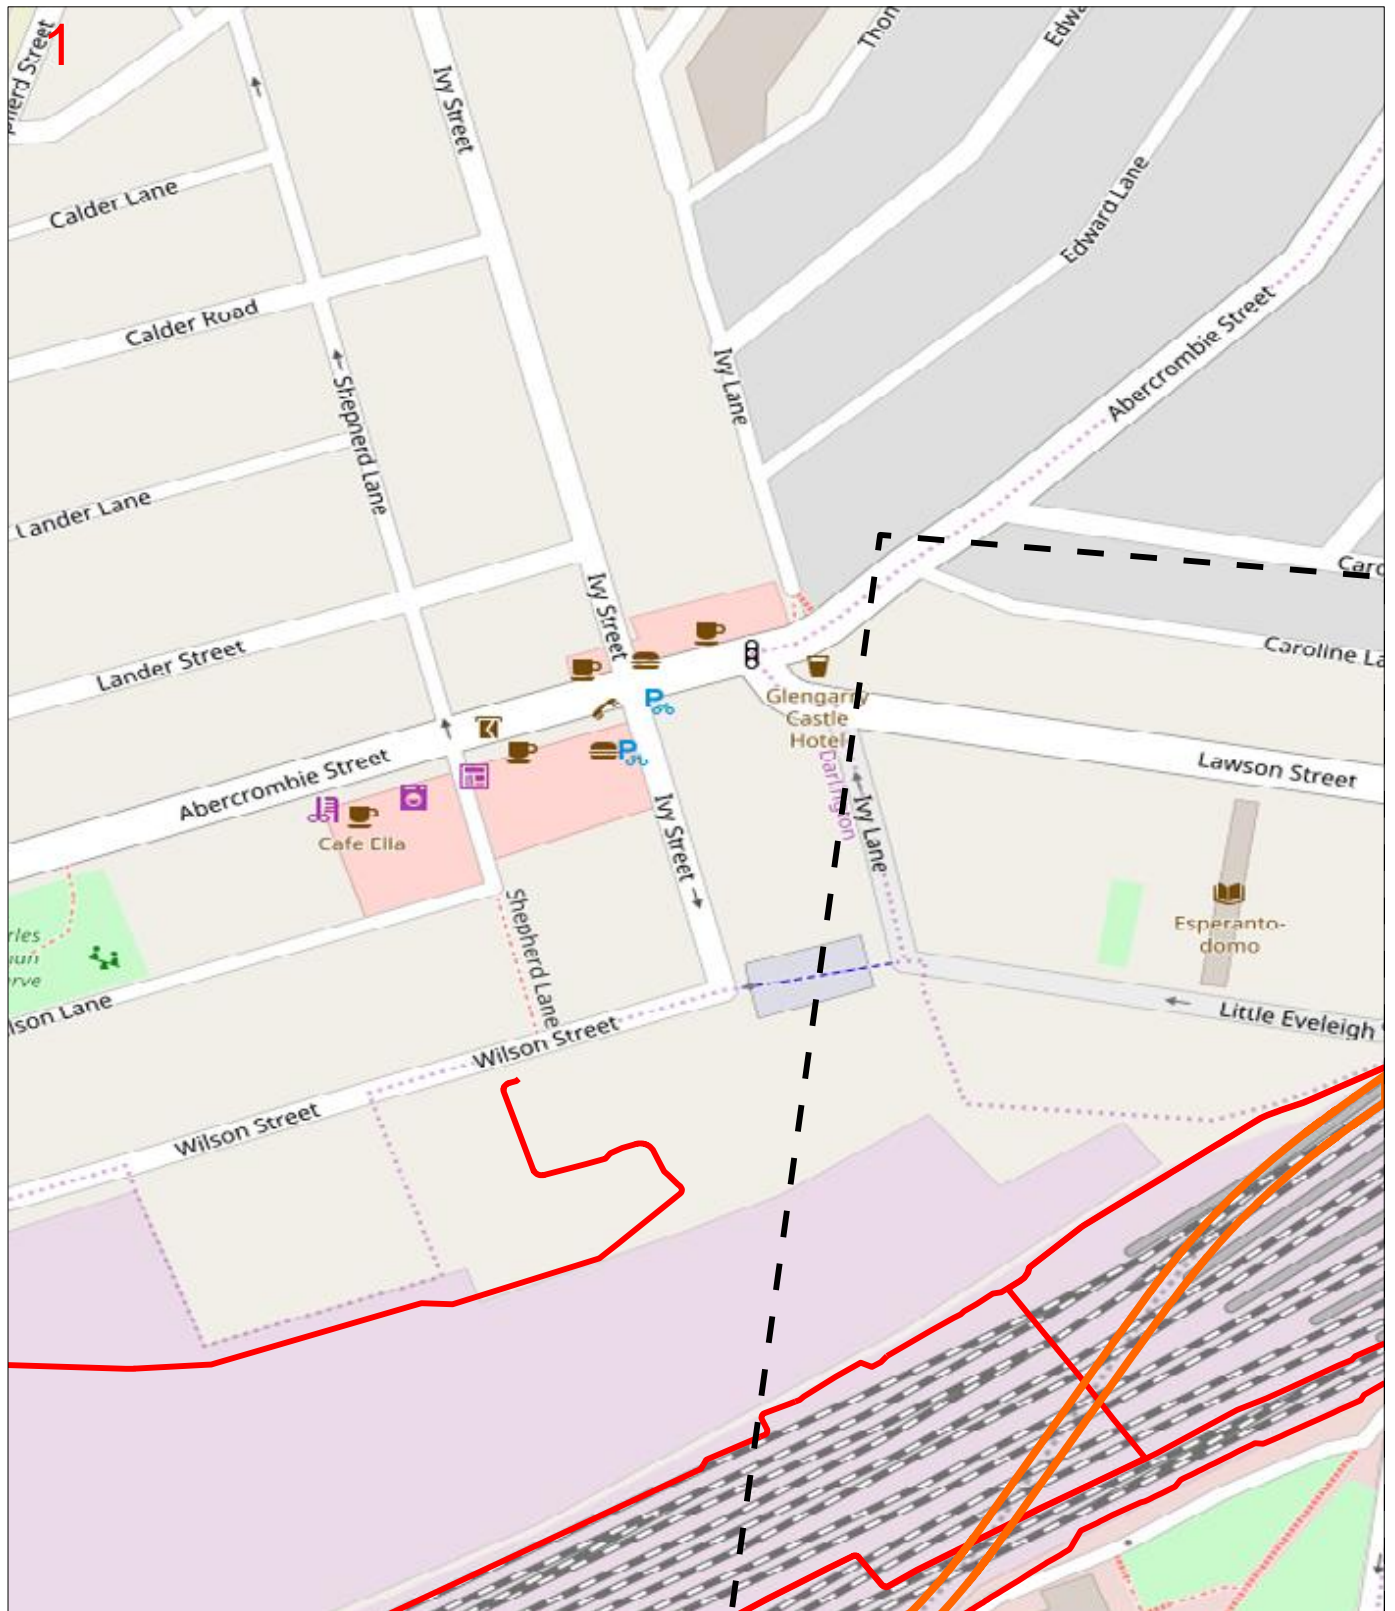 1
Ivy Street
Calder Lane
Edward Lane
Calder Road
Abercrombie Street
Ivy Lane
Shepherd Lane
Lander Lane
Ivy Street
Lander Street
Glengarry
Castle
Hotel
Abercrombie Street
Lawson Street
Darlington
Ivy Lane
Ivy Street
Cafe Ella
Shepherd Lane
Esperanto-
domo
Little Eveleigh
Wilson Street
Wilson Street